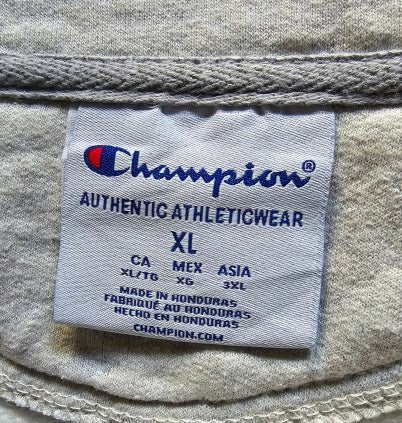 Champion®
AUTHENTIC ATHLETICWEAR
XL
CA MEX ASIA
XL/TG XG 3XL
MADE IN HONDURAS
FABRIQUÉ AU HONDURAS
HECHO EN HONDURAS
CHAMPION.COM